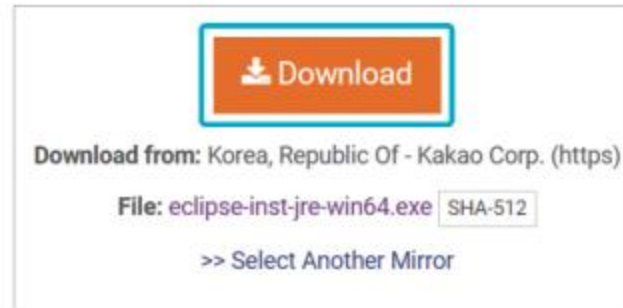 Download
Download from: Korea, Republic Of - Kakao Corp. (https)
File: eclipse-inst-jre-win64.exe SHA-512
>> Select Another Mirror